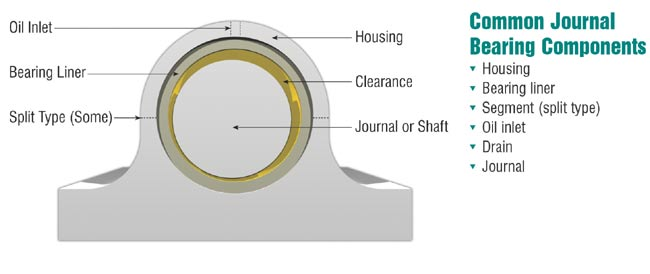 Oil Inlet
Housing
Bearing Liner
Clearance
Split Type (Some)
Journal or Shaft
Common Journal
Bearing Components
Housing
Bearing liner
Segment (split type)
Oil inlet
Drain
Journal